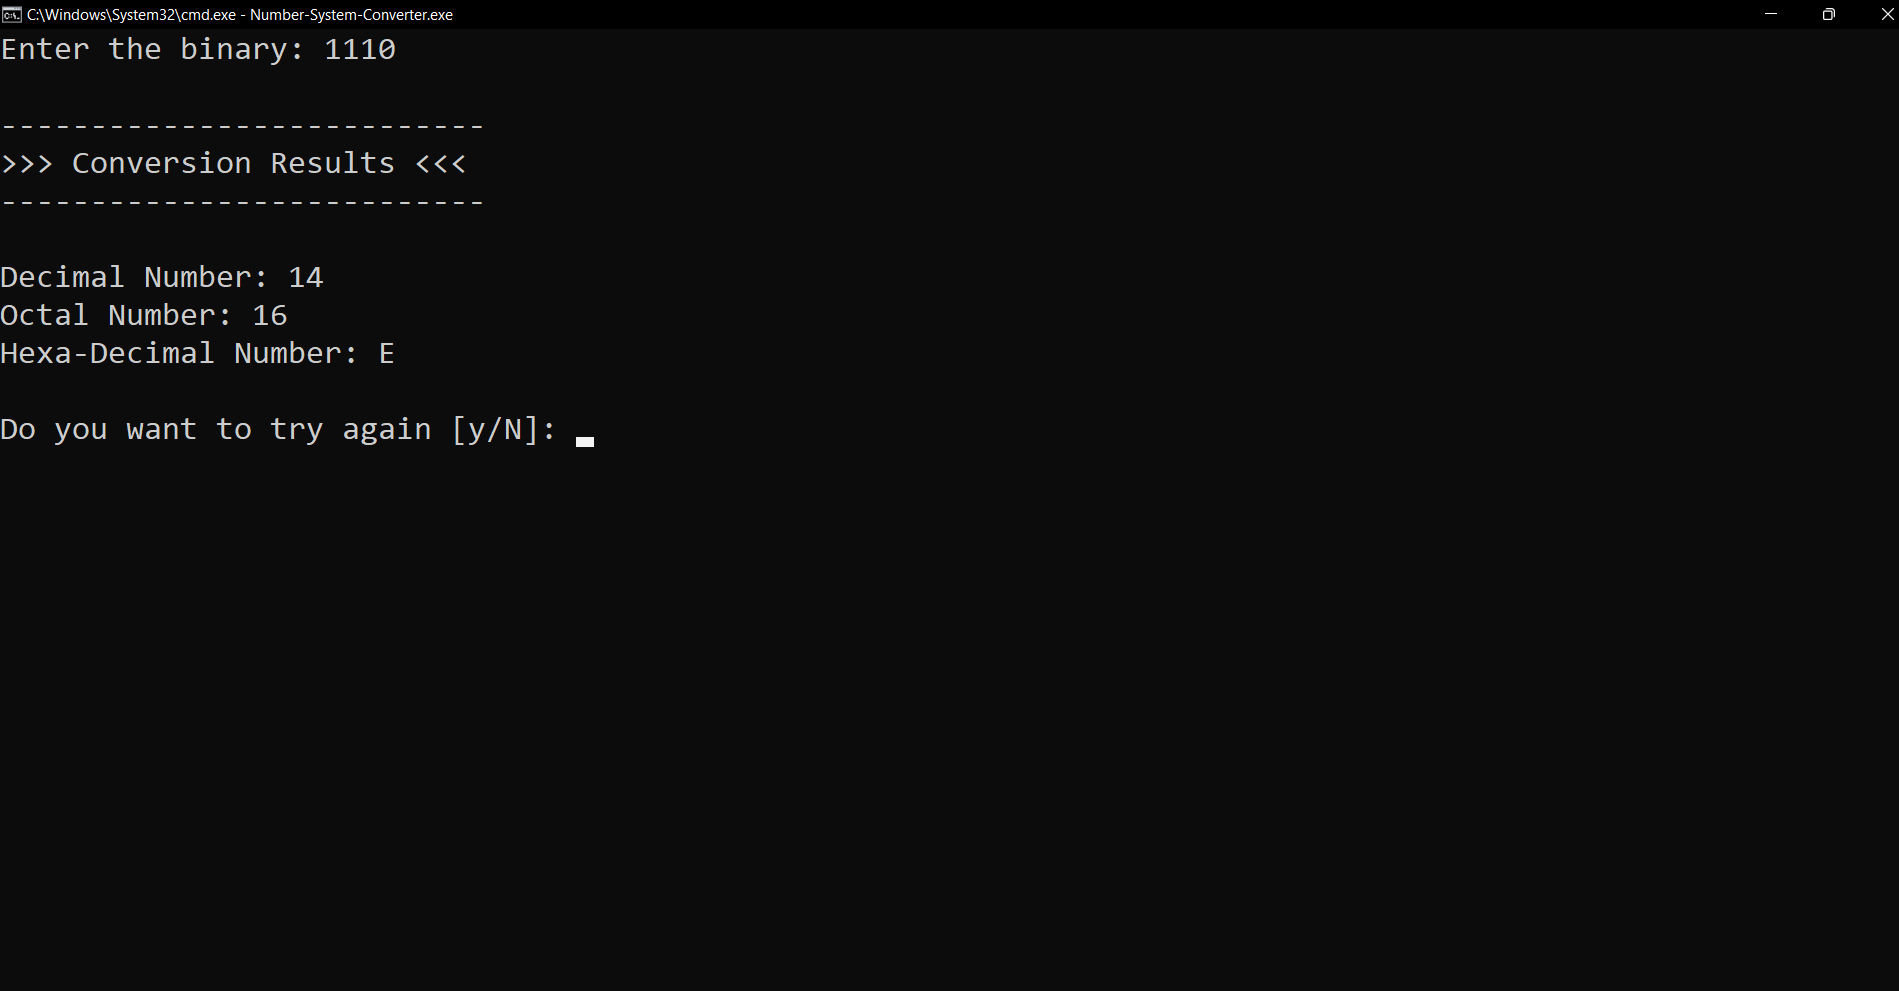 C:\Windows\System32\cmd.exe - Number-System-Converter.exe
Enter the binary: 1110
---------------------------
>>> Conversion Results <<<
---------------------------
Decimal Number: 14
Octal Number: 16
Hexa-Decimal Number: E
Do you want to try again [y/N]: